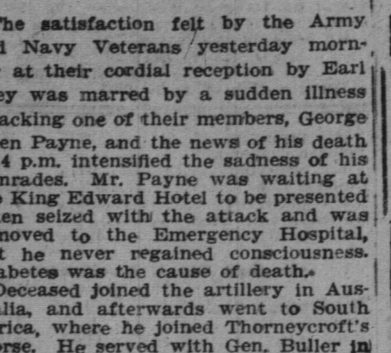 The satisfaction felt by the Army
d Navy Veterans yesterday morn-
at their cordial reception by Earl
ey was marred by a sudden illness
acking one of their members, George
en Payne, and the news of his death
4 p.m. intensified the sadness of his
mrades. Mr. Payne was waiting at
King Edward Hotel to be presented
en seized with the attack and was
moved to the Emergency Hospital,
t he never regained consciousness.
abetes was the cause of death.
Deceased joined the artillery in Aus-
alia, and afterwards went to South
rica, where he joined Thorneycroft's
orse. He served with Gen. Buller in